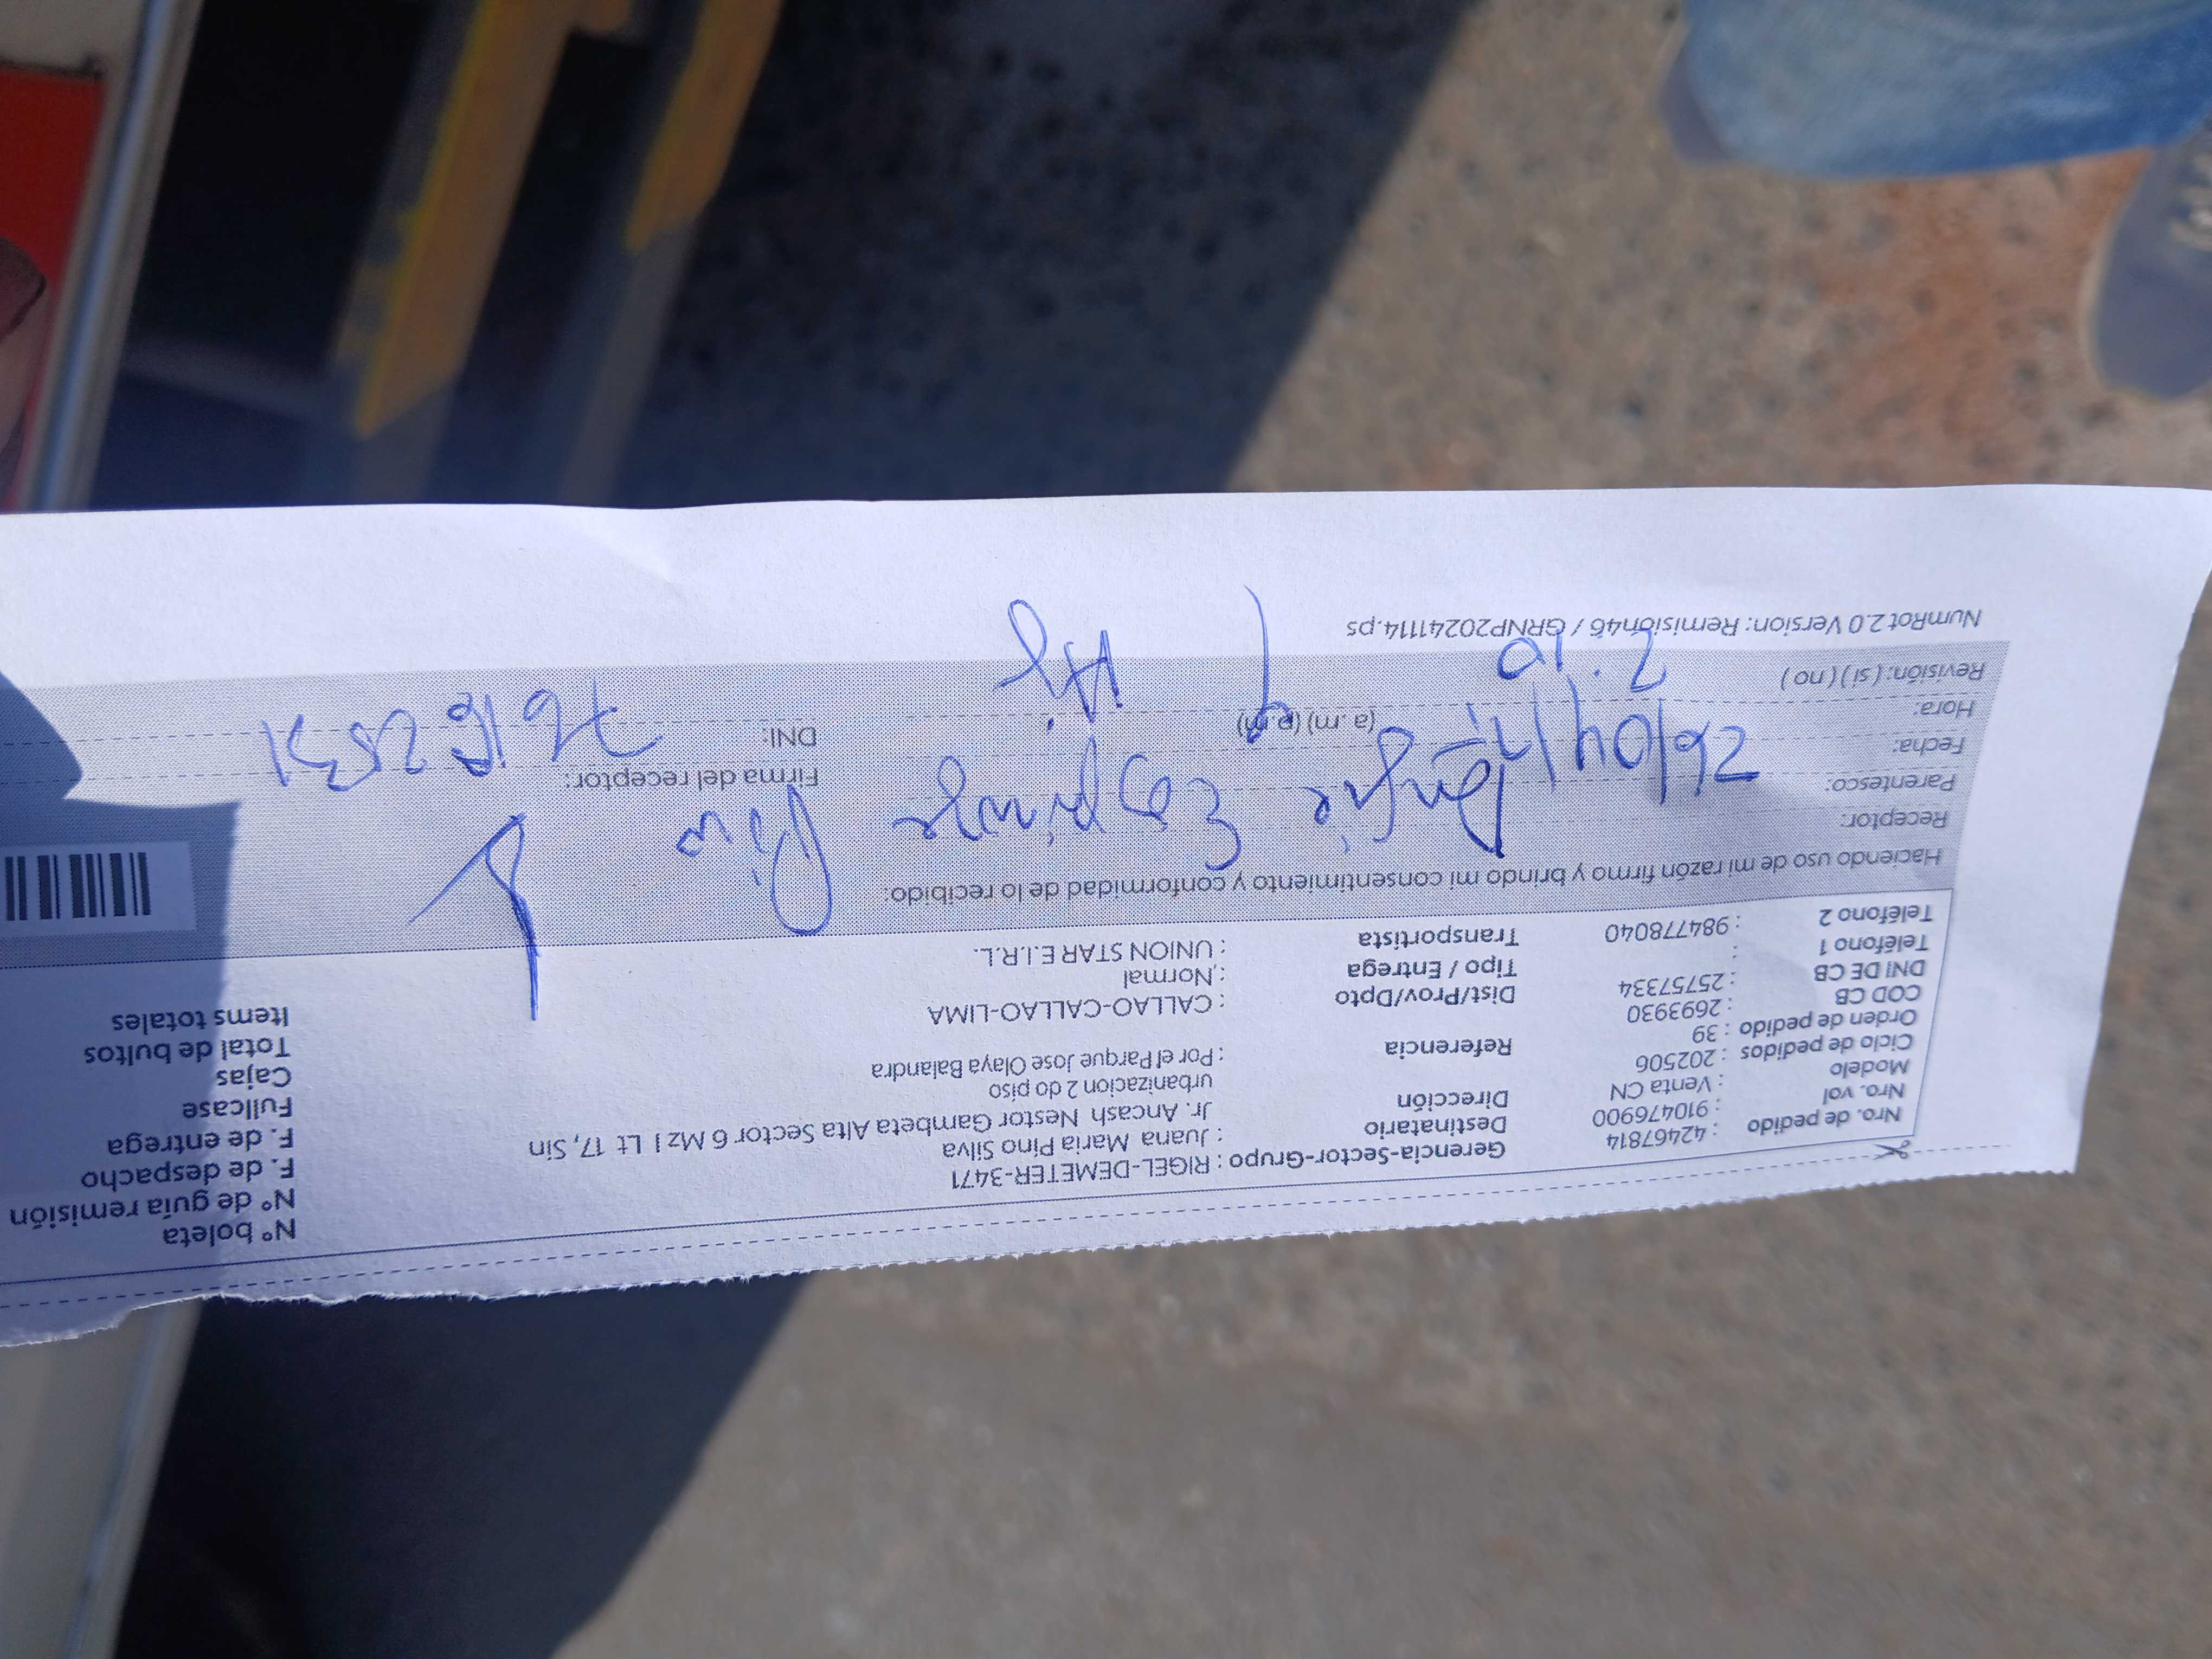 Nro. de pedido : 42467814
Nro. vol : 910476900
Modelo : Venta CN
Ciclo de pedidos : 202506
Orden de pedido : 39
COD CB : 2693930
DNI DE CB : 25757334
Teléfono 1 :
Teléfono 2 : 984778040
Gerencia-Sector-Grupo : RIGEL-DEMETER-3471
Destinatario : Juana Maria Pino Silva
Dirección : Jr. Ancash Nestor Gambeta Alta Sector 6 Mz I Lt 17, Sin
urbanizacion 2 do piso
Referencia : Por el Parque Jose Olaya Balandra
Dist/Prov/Dpto : CALLAO-CALLAO-LIMA
Tipo / Entrega : Normal
Transportista : UNION STAR E.I.R.L.
N° boleta
N° de guía remisión
F. de despacho
F. de entrega
Fullcase
Cajas
Total de bultos
Items totales
Haciendo uso de mi razón firmo y brindo mi consentimiento y conformidad de lo recibido:
Receptor: Angie Pino
Parentesco:
Fecha: 26/04/
Hora: (a. m) (p. m)
Revisión: ( si ) ( no )
Firma del receptor:
DNI:
NumRot 2.0 Version: Remision46 / GRNP20241114.ps